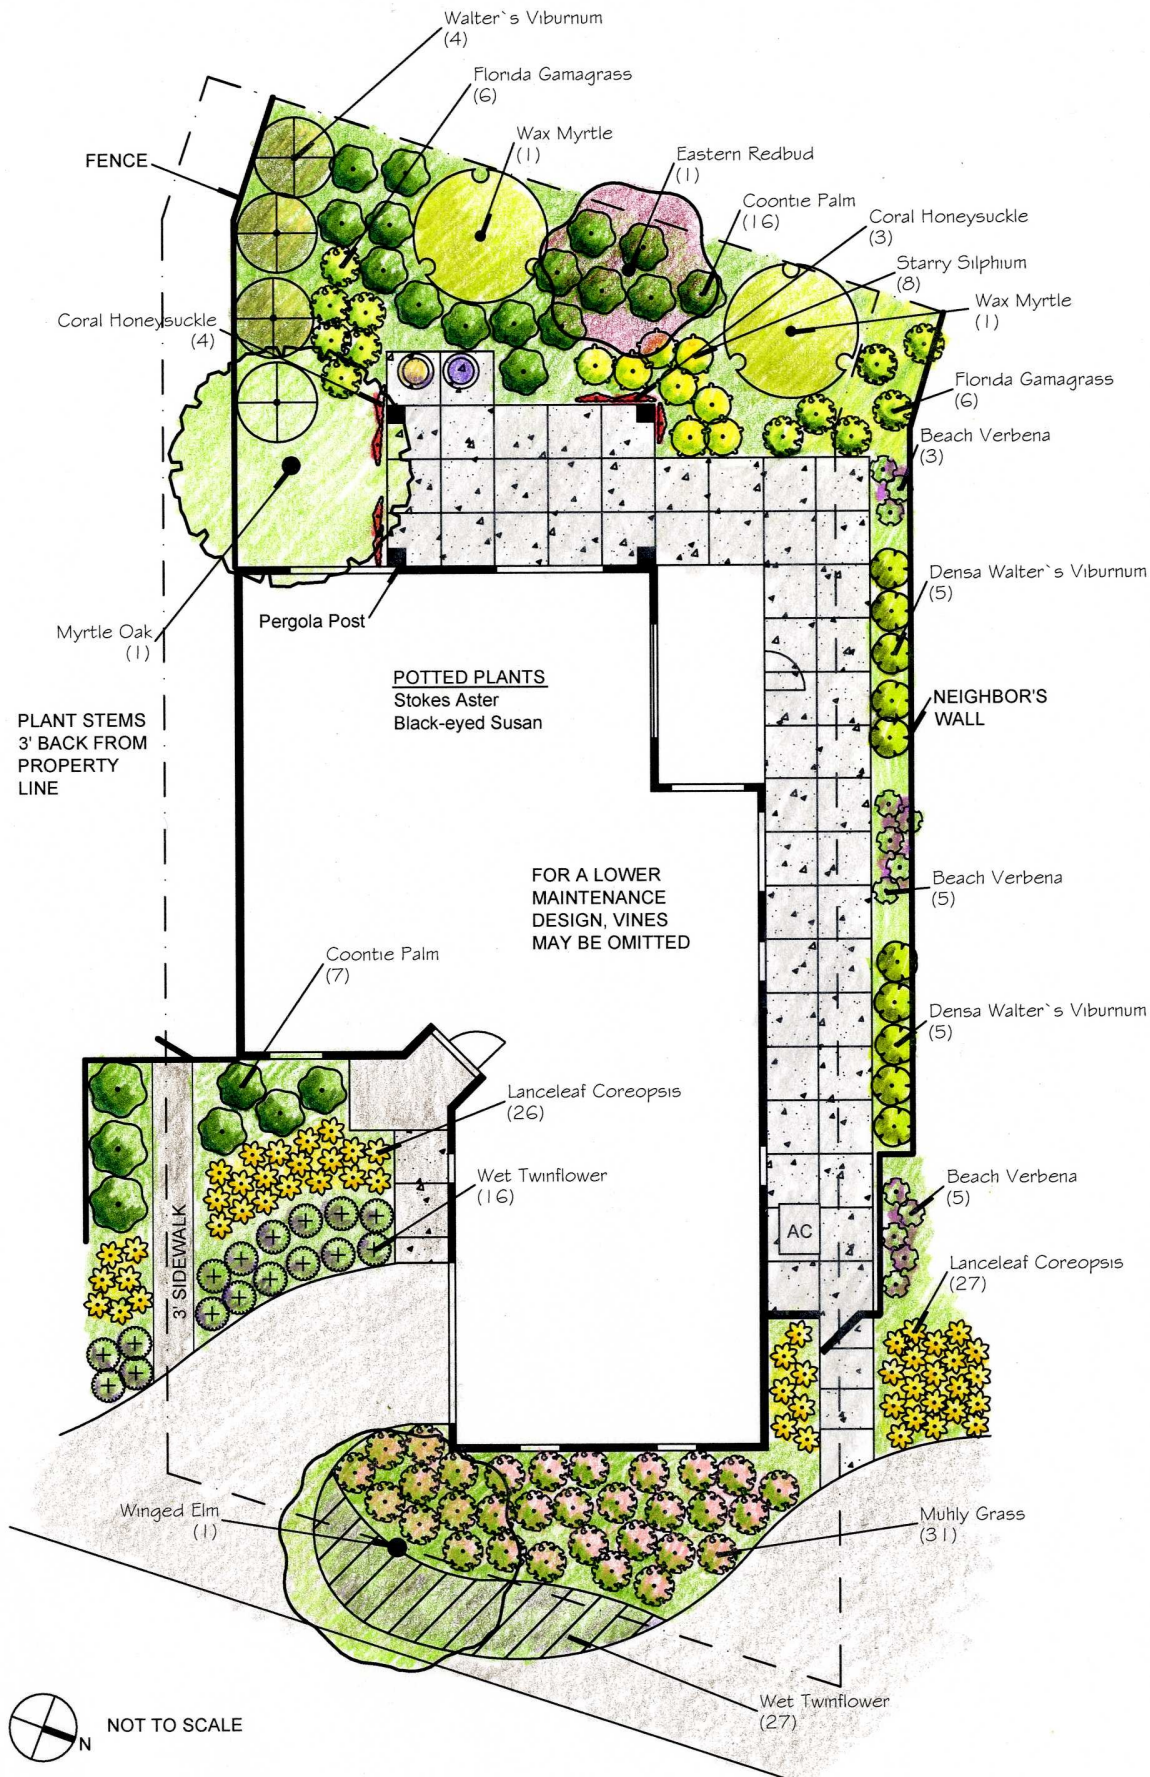 Walter`s Viburnum
(4)
Florida Gamagrass
(6)
Wax Myrtle
(1)
FENCE
Eastern Redbud
(1)
Coontie Palm
(16)
Coral Honeysuckle
(3)
Starry Silphium
(8)
Wax Myrtle
(1)
Coral Honeysuckle
(4)
Florida Gamagrass
(6)
Beach Verbena
(3)
Densa Walter`s Viburnum
(5)
Myrtle Oak
(1)
Pergola Post
POTTED PLANTS
Stokes Aster
Black-eyed Susan
PLANT STEMS
3' BACK FROM
PROPERTY
LINE
NEIGHBOR'S
WALL
FOR A LOWER
MAINTENANCE
DESIGN, VINES
MAY BE OMITTED
Beach Verbena
(5)
Coontie Palm
(7)
Densa Walter`s Viburnum
(5)
Lanceleaf Coreopsis
(26)
Wet Twinflower
(16)
Beach Verbena
(5)
AC
3' SIDEWALK
Lanceleaf Coreopsis
(27)
Winged Elm
(1)
Muhly Grass
(31)
Wet Twinflower
(27)
N
NOT TO SCALE